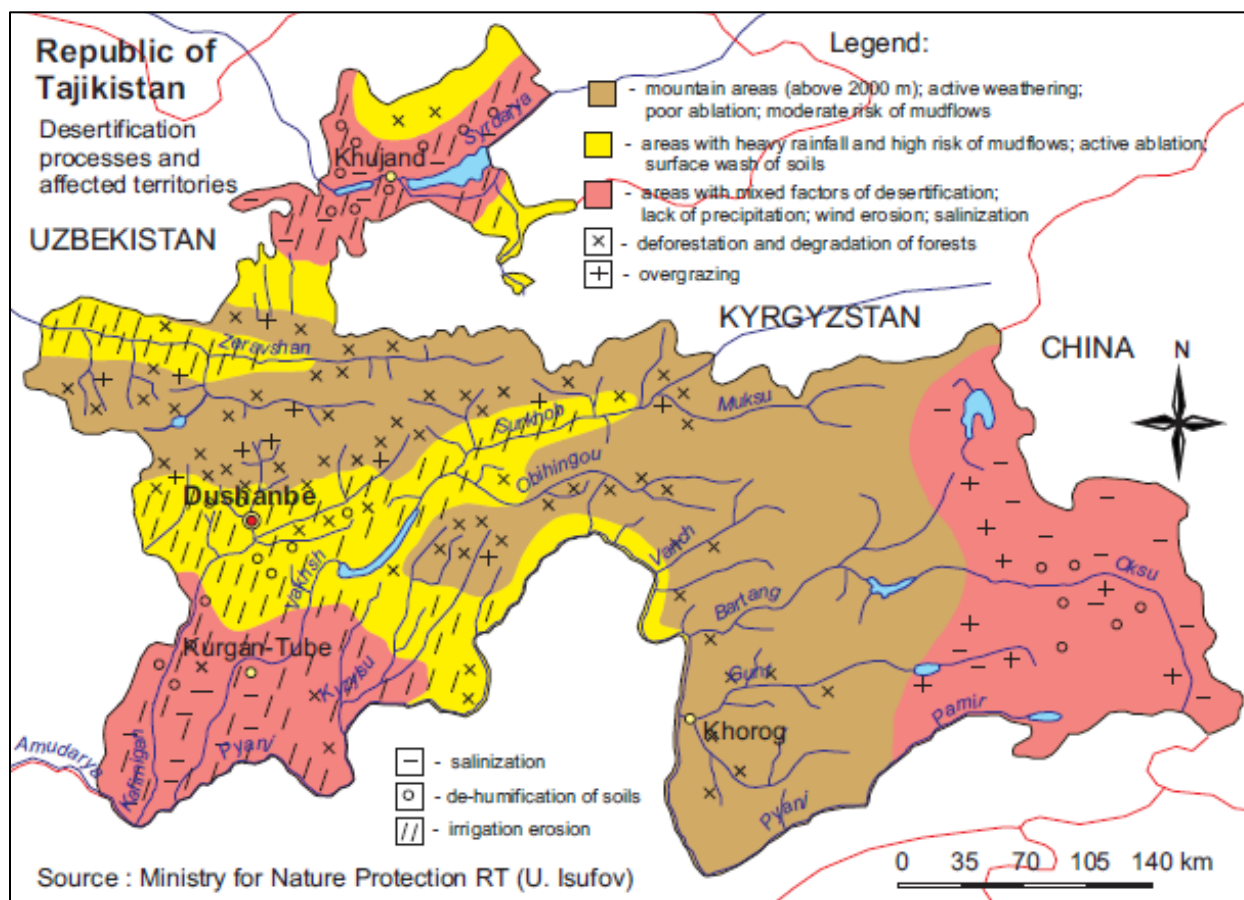 Republic of
Tajikistan
Desertification
processes and
affected territories
Legend:
- mountain areas (above 2000 m); active weathering;
poor ablation; moderate risk of mudflows
- areas with heavy rainfall and high risk of mudflows; active ablation;
surface wash of soils
- areas with mixed factors of desertification;
lack of precipitation; wind erosion; salinization
- deforestation and degradation of forests
- overgrazing
Syrdarya
Khujand
UZBEKISTAN
KYRGYZSTAN
CHINA
N
Zeravshan
Muksu
Surkhob
Obihingou
Dushanbe
Vanch
Vakhsh
Bartang
Oksu
Kurgan-Tube
Kyzylsu
Gunt
Pamir
Khorog
Amudarya
Kafirnigan
Pyanj
Pyanj
- salinization
- de-humification of soils
- irrigation erosion
0 35 70 105 140 km
Source : Ministry for Nature Protection RT (U. Isufov)